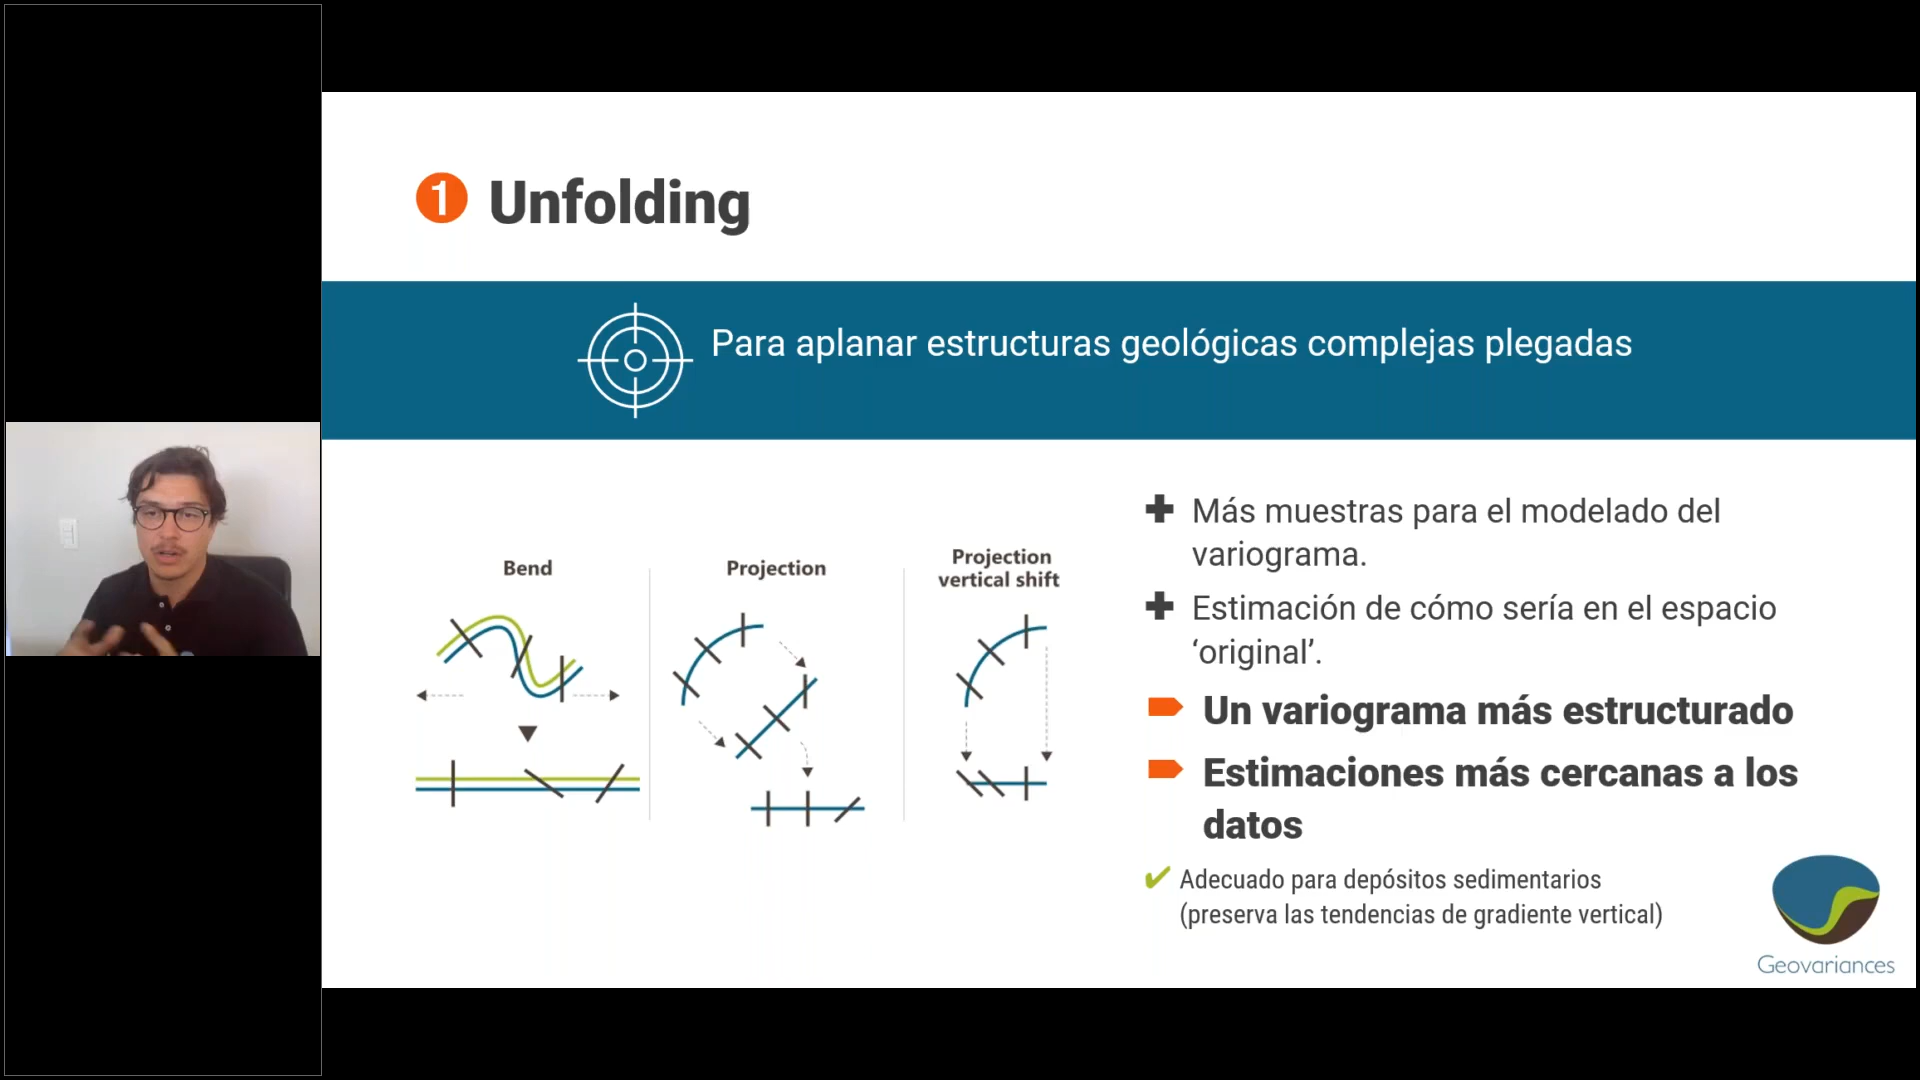 1 Unfolding
Para aplanar estructuras geológicas complejas plegadas
Bend
Projection
Projection
vertical shift
Más muestras para el modelado del
variograma.
Estimación de cómo sería en el espacio
‘original’.
Un variograma más estructurado
Estimaciones más cercanas a los
datos
Adecuado para depósitos sedimentarios
(preserva las tendencias de gradiente vertical)
Geovariances